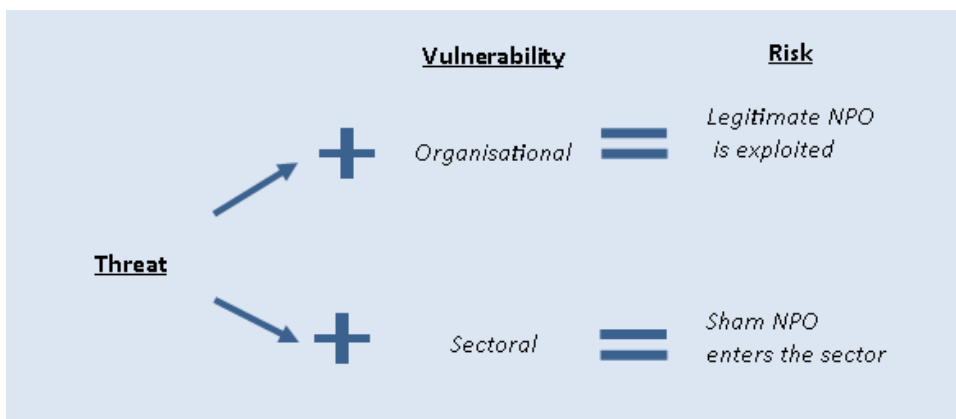 Vulnerability
Risk
Organisational
Legitimate NPO
is exploited
Threat
Sectoral
Sham NPO
enters the sector